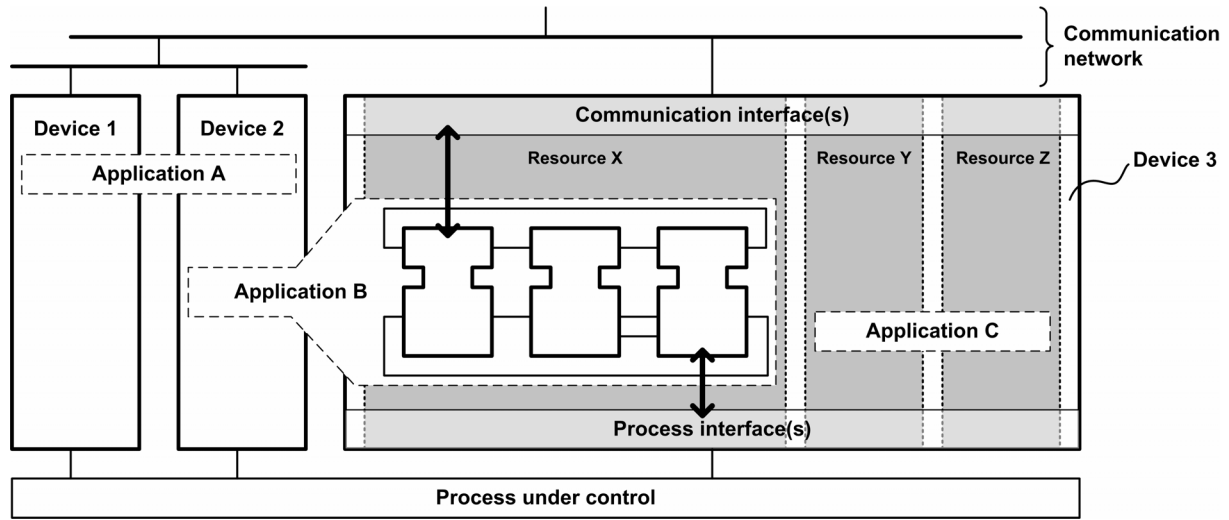 Communication
network
Device 1
Device 2
Communication interface(s)
Resource X
Resource Y
Resource Z
Device 3
Application A
Application B
Application C
Process interface(s)
Process under control